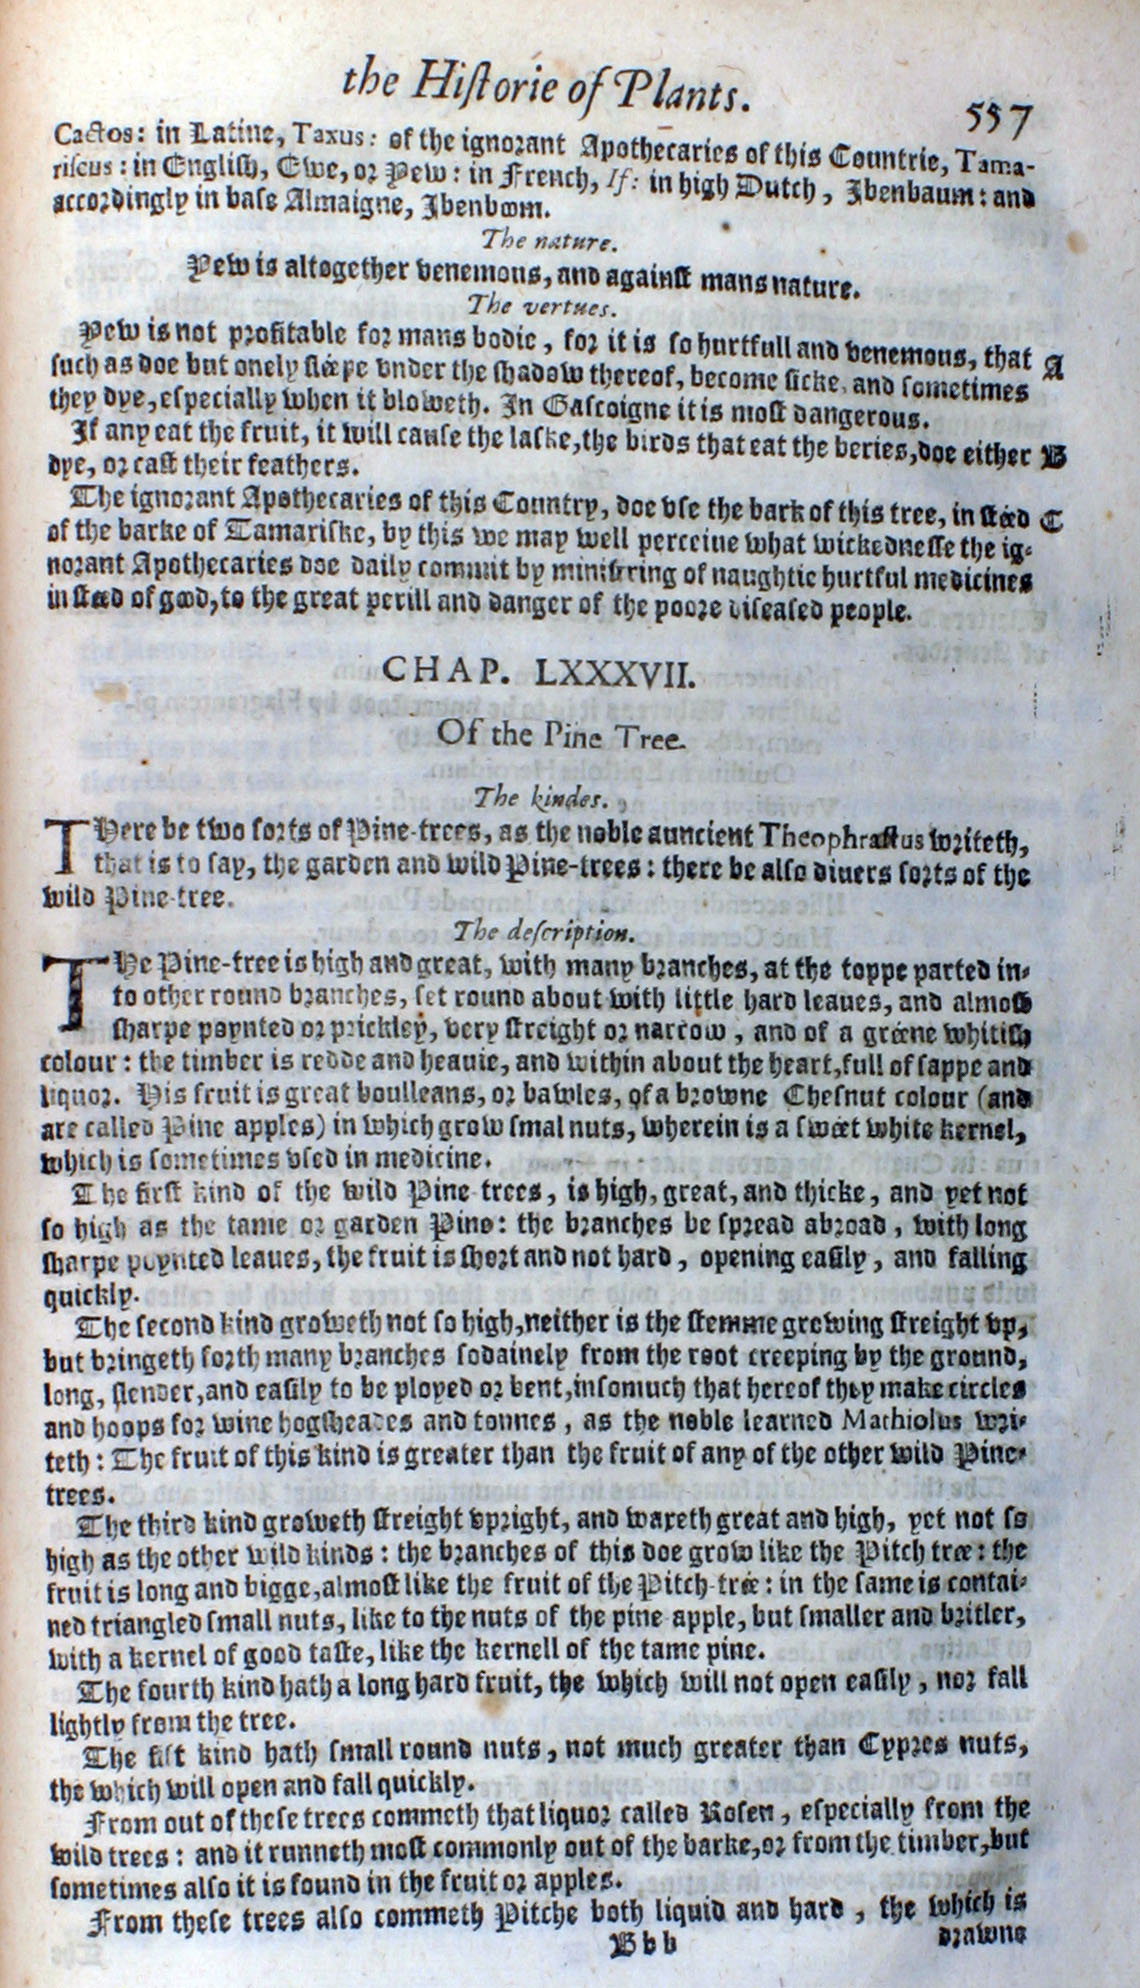 the Hiſtorie of Plants.
557
Cactos: in Latine, Taxus: of the ignorant Apothecaries of this Countrie, Tama-
riſcus: in Engliſh, Ewe, or Yew: in French, If: in high Dutch, Ibenbaum: and
accordingly in baſe Almaigne, Ibenboom.
The nature.
Yew is altogether venemous, and againſt mans nature.
The vertues.
Yew is not profitable for mans bodie, for it is ſo hurtfull and venemous, that A
ſuch as doe but onely ſleepe vnder the ſhadow thereof, become ſicke, and ſometimes
they dye, eſpecially when it bloweth. In Gaſcoigne it is moſt dangerous.
If any eat the fruit, it will cauſe the laſke, the birds that eat the beries, doe either B
dye, or caſt their feathers.
The ignorant Apothecaries of this Country, doe vſe the bark of this tree, in ſteed C
of the barke of Tamariſke, by this we may well perceiue what wickedneſſe the ig-
norant Apothecaries doe daily commit by miniſtring of naughtie hurtful medicines
in ſteed of good, to the great perill and danger of the poore diſeaſed people.
CHAP. LXXXVII.
Of the Pine Tree.
The kindes.
THere be two ſorts of Pine-trees, as the noble auncient Theophraſtus writeth,
that is to ſay, the garden and wild Pine-trees: there be alſo diuers ſorts of the
wild Pine-tree.
The deſcription.
THe Pine-tree is high and great, with many branches, at the toppe parted in-
to other round branches, ſet round about with little hard leaues, and almoſt
ſharpe poynted or prickley, very ſtreight or narrow, and of a greene whitiſh
colour: the timber is redde and heauie, and within about the heart, full of ſappe and
liquor. His fruit is great boulleans, or bawles, of a browne Cheſnut colour (and
are called Pine apples) in which grow ſmal nuts, wherein is a ſweet white kernel,
which is ſometimes vſed in medicine.
The firſt kind of the wild Pine trees, is high, great, and thicke, and yet not
ſo high as the tame or garden Pine: the branches be ſpread abroad, with long
ſharpe poynted leaues, the fruit is ſhort and not hard, opening eaſily, and falling
quickly.
The ſecond kind groweth not ſo high, neither is the ſtemme growing ſtreight vp,
but bringeth forth many branches ſodainely from the root creeping by the ground,
long, ſlender, and eaſily to be ployed or bent, inſomuch that hereof they make circles
and hoops for wine hogſheades and tonnes, as the noble learned Mathiolus wri-
teth: The fruit of this kind is greater than the fruit of any of the other wild Pine-
trees.
The third kind groweth ſtreight vpright, and waxeth great and high, yet not ſo
high as the other wild kinds: the branches of this doe grow like the Pitch tree: the
fruit is long and bigge, almoſt like the fruit of the Pitch-tree: in the ſame is contai-
ned triangled ſmall nuts, like to the nuts of the pine apple, but ſmaller and britler,
with a kernel of good taſte, like the kernell of the tame pine.
The fourth kind hath a long hard fruit, the which will not open eaſily, nor fall
lightly from the tree.
The fift kind hath ſmall round nuts, not much greater than Cypres nuts,
the which will open and fall quickly.
From out of theſe trees commeth that liquor called Roſen, eſpecially from the
wild trees: and it runneth moſt commonly out of the barke, or from the timber, but
ſometimes alſo it is found in the fruit or apples.
From theſe trees alſo commeth Pitche both liquid and hard, the which is
Bbb
drawne